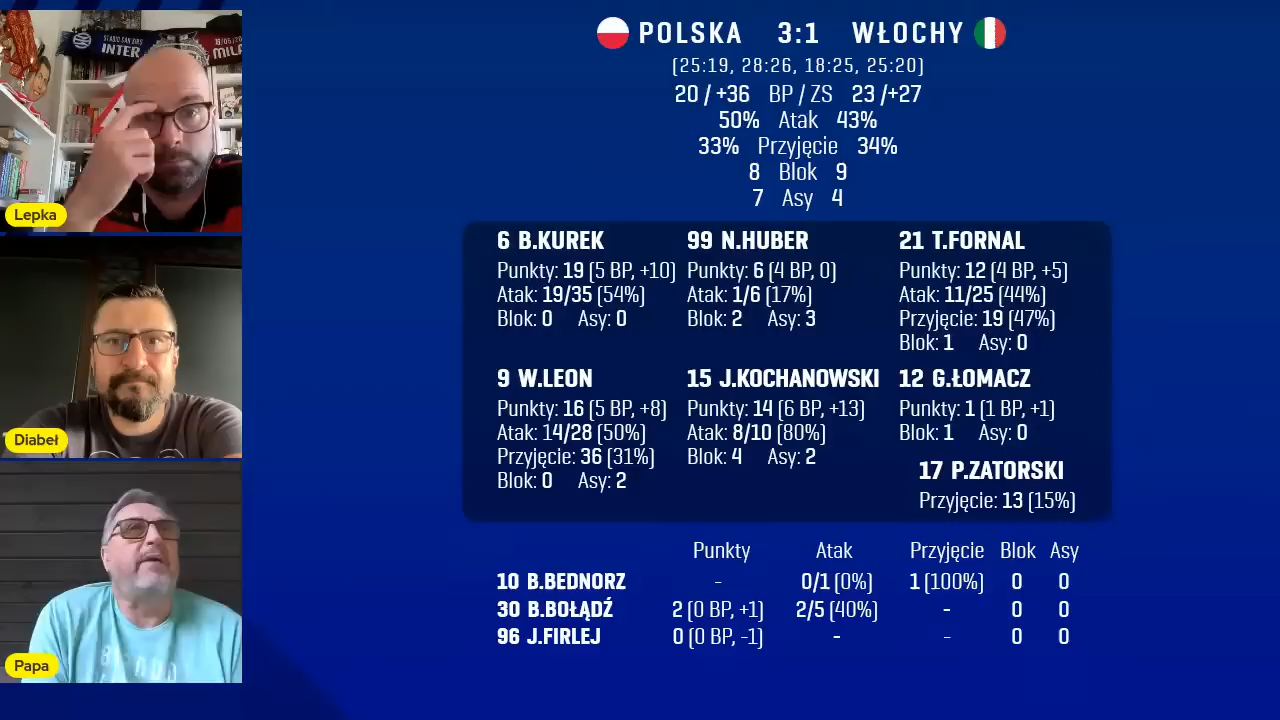 STADIO SAN SIRO
INTER
MILA
Lepka
Diabeł
Papa
POLSKA 3:1 WŁOCHY
(25:19, 28:26, 18:25, 25:20)
20 / +36 BP / ZS 23 /+27
50% Atak 43%
33% Przyjęcie 34%
8 Blok 9
7 Asy 4
6 B.KUREK
Punkty: 19 (5 BP, +10)
Atak: 19/35 (54%)
Blok: 0 Asy: 0
99 N.HUBER
Punkty: 6 (4 BP, 0)
Atak: 1/6 (17%)
Blok: 2 Asy: 3
21 T.FORNAL
Punkty: 12 (4 BP, +5)
Atak: 11/25 (44%)
Przyjęcie: 19 (47%)
Blok: 1 Asy: 0
9 W.LEON
Punkty: 16 (5 BP, +8)
Atak: 14/28 (50%)
Przyjęcie: 36 (31%)
Blok: 0 Asy: 2
15 J.KOCHANOWSKI
Punkty: 14 (6 BP, +13)
Atak: 8/10 (80%)
Blok: 4 Asy: 2
12 G.ŁOMACZ
Punkty: 1 (1 BP, +1)
Blok: 1 Asy: 0
17 P.ZATORSKI
Przyjęcie: 13 (15%)
Punkty Atak Przyjęcie Blok Asy
10 B.BEDNORZ - 0/1 (0%) 1 (100%) 0 0
30 B.BOŁĄDŹ 2 (0 BP, +1) 2/5 (40%) - 0 0
96 J.FIRLEJ 0 (0 BP, -1) - - 0 0